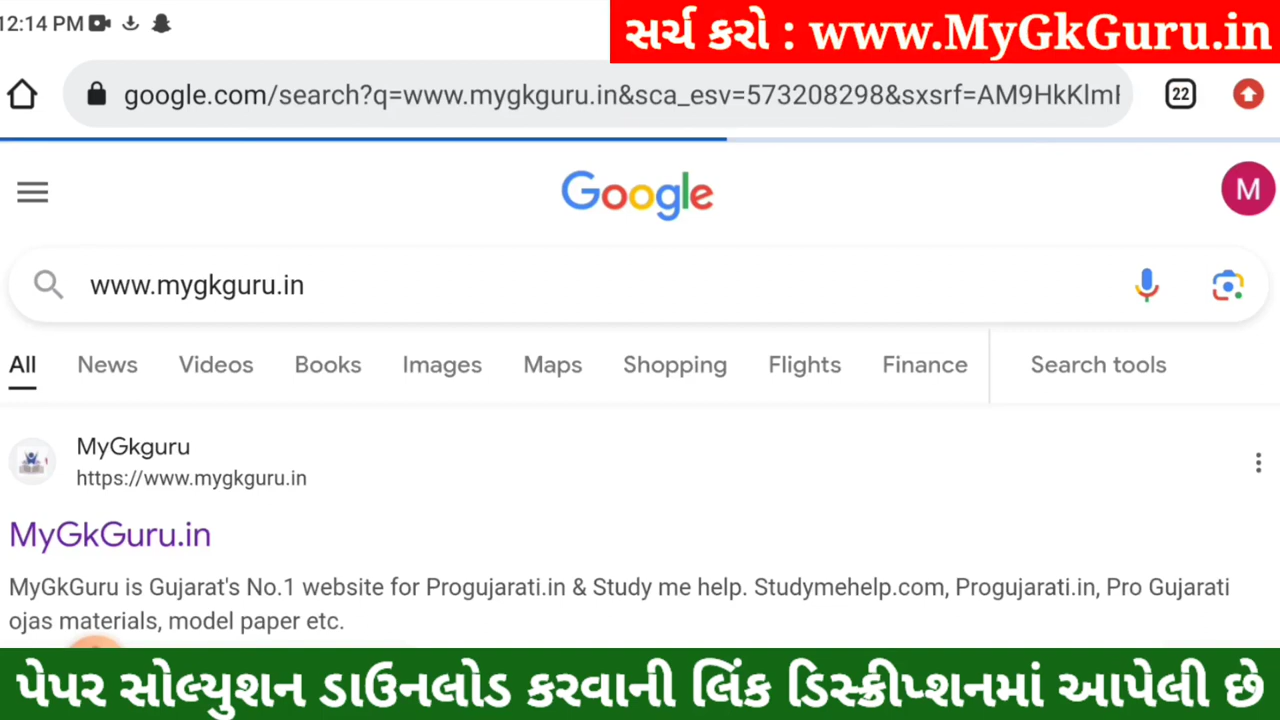 12:14 PM
સર્ચ કરો : www.MyGkGuru.in
google.com/search?q=www.mygkguru.in&sca_esv=573208298&sxsrf=AM9HkKlm
22
Google
M
www.mygkguru.in
All News Videos Books Images Maps Shopping Flights Finance Search tools
MyGkguru
https://www.mygkguru.in
MyGkGuru.in
MyGkGuru is Gujarat's No.1 website for Progujarati.in & Study me help. Studymehelp.com, Progujarati.in, Pro Gujarati
ojas materials, model paper etc.
પેપર સોલ્યુશન ડાઉનલોડ કરવાની લિંક ડિસ્ક્રીપ્શનમાં આપેલી છે